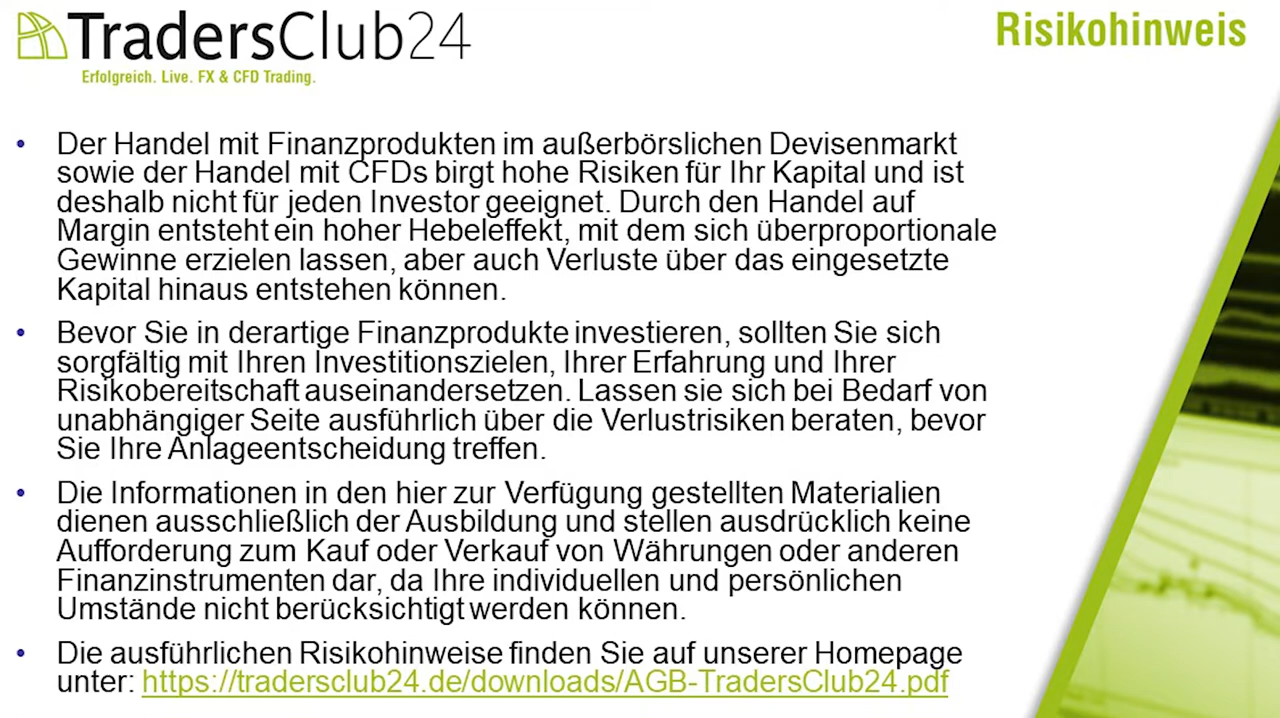 TradersClub24
Risikohinweis
Erfolgreich. Live. FX & CFD Trading.
• Der Handel mit Finanzprodukten im außerbörslichen Devisenmarkt
sowie der Handel mit CFDs birgt hohe Risiken für Ihr Kapital und ist
deshalb nicht für jeden Investor geeignet. Durch den Handel auf
Margin entsteht ein hoher Hebeleffekt, mit dem sich überproportionale
Gewinne erzielen lassen, aber auch Verluste über das eingesetzte
Kapital hinaus entstehen können.
• Bevor Sie in derartige Finanzprodukte investieren, sollten Sie sich
sorgfältig mit Ihren Investitionszielen, Ihrer Erfahrung und Ihrer
Risikobereitschaft auseinandersetzen. Lassen sie sich bei Bedarf von
unabhängiger Seite ausführlich über die Verlustrisiken beraten, bevor
Sie Ihre Anlageentscheidung treffen.
• Die Informationen in den hier zur Verfügung gestellten Materialien
dienen ausschließlich der Ausbildung und stellen ausdrücklich keine
Aufforderung zum Kauf oder Verkauf von Währungen oder anderen
Finanzinstrumenten dar, da Ihre individuellen und persönlichen
Umstände nicht berücksichtigt werden können.
• Die ausführlichen Risikohinweise finden Sie auf unserer Homepage
unter: https://tradersclub24.de/downloads/AGB-TradersClub24.pdf